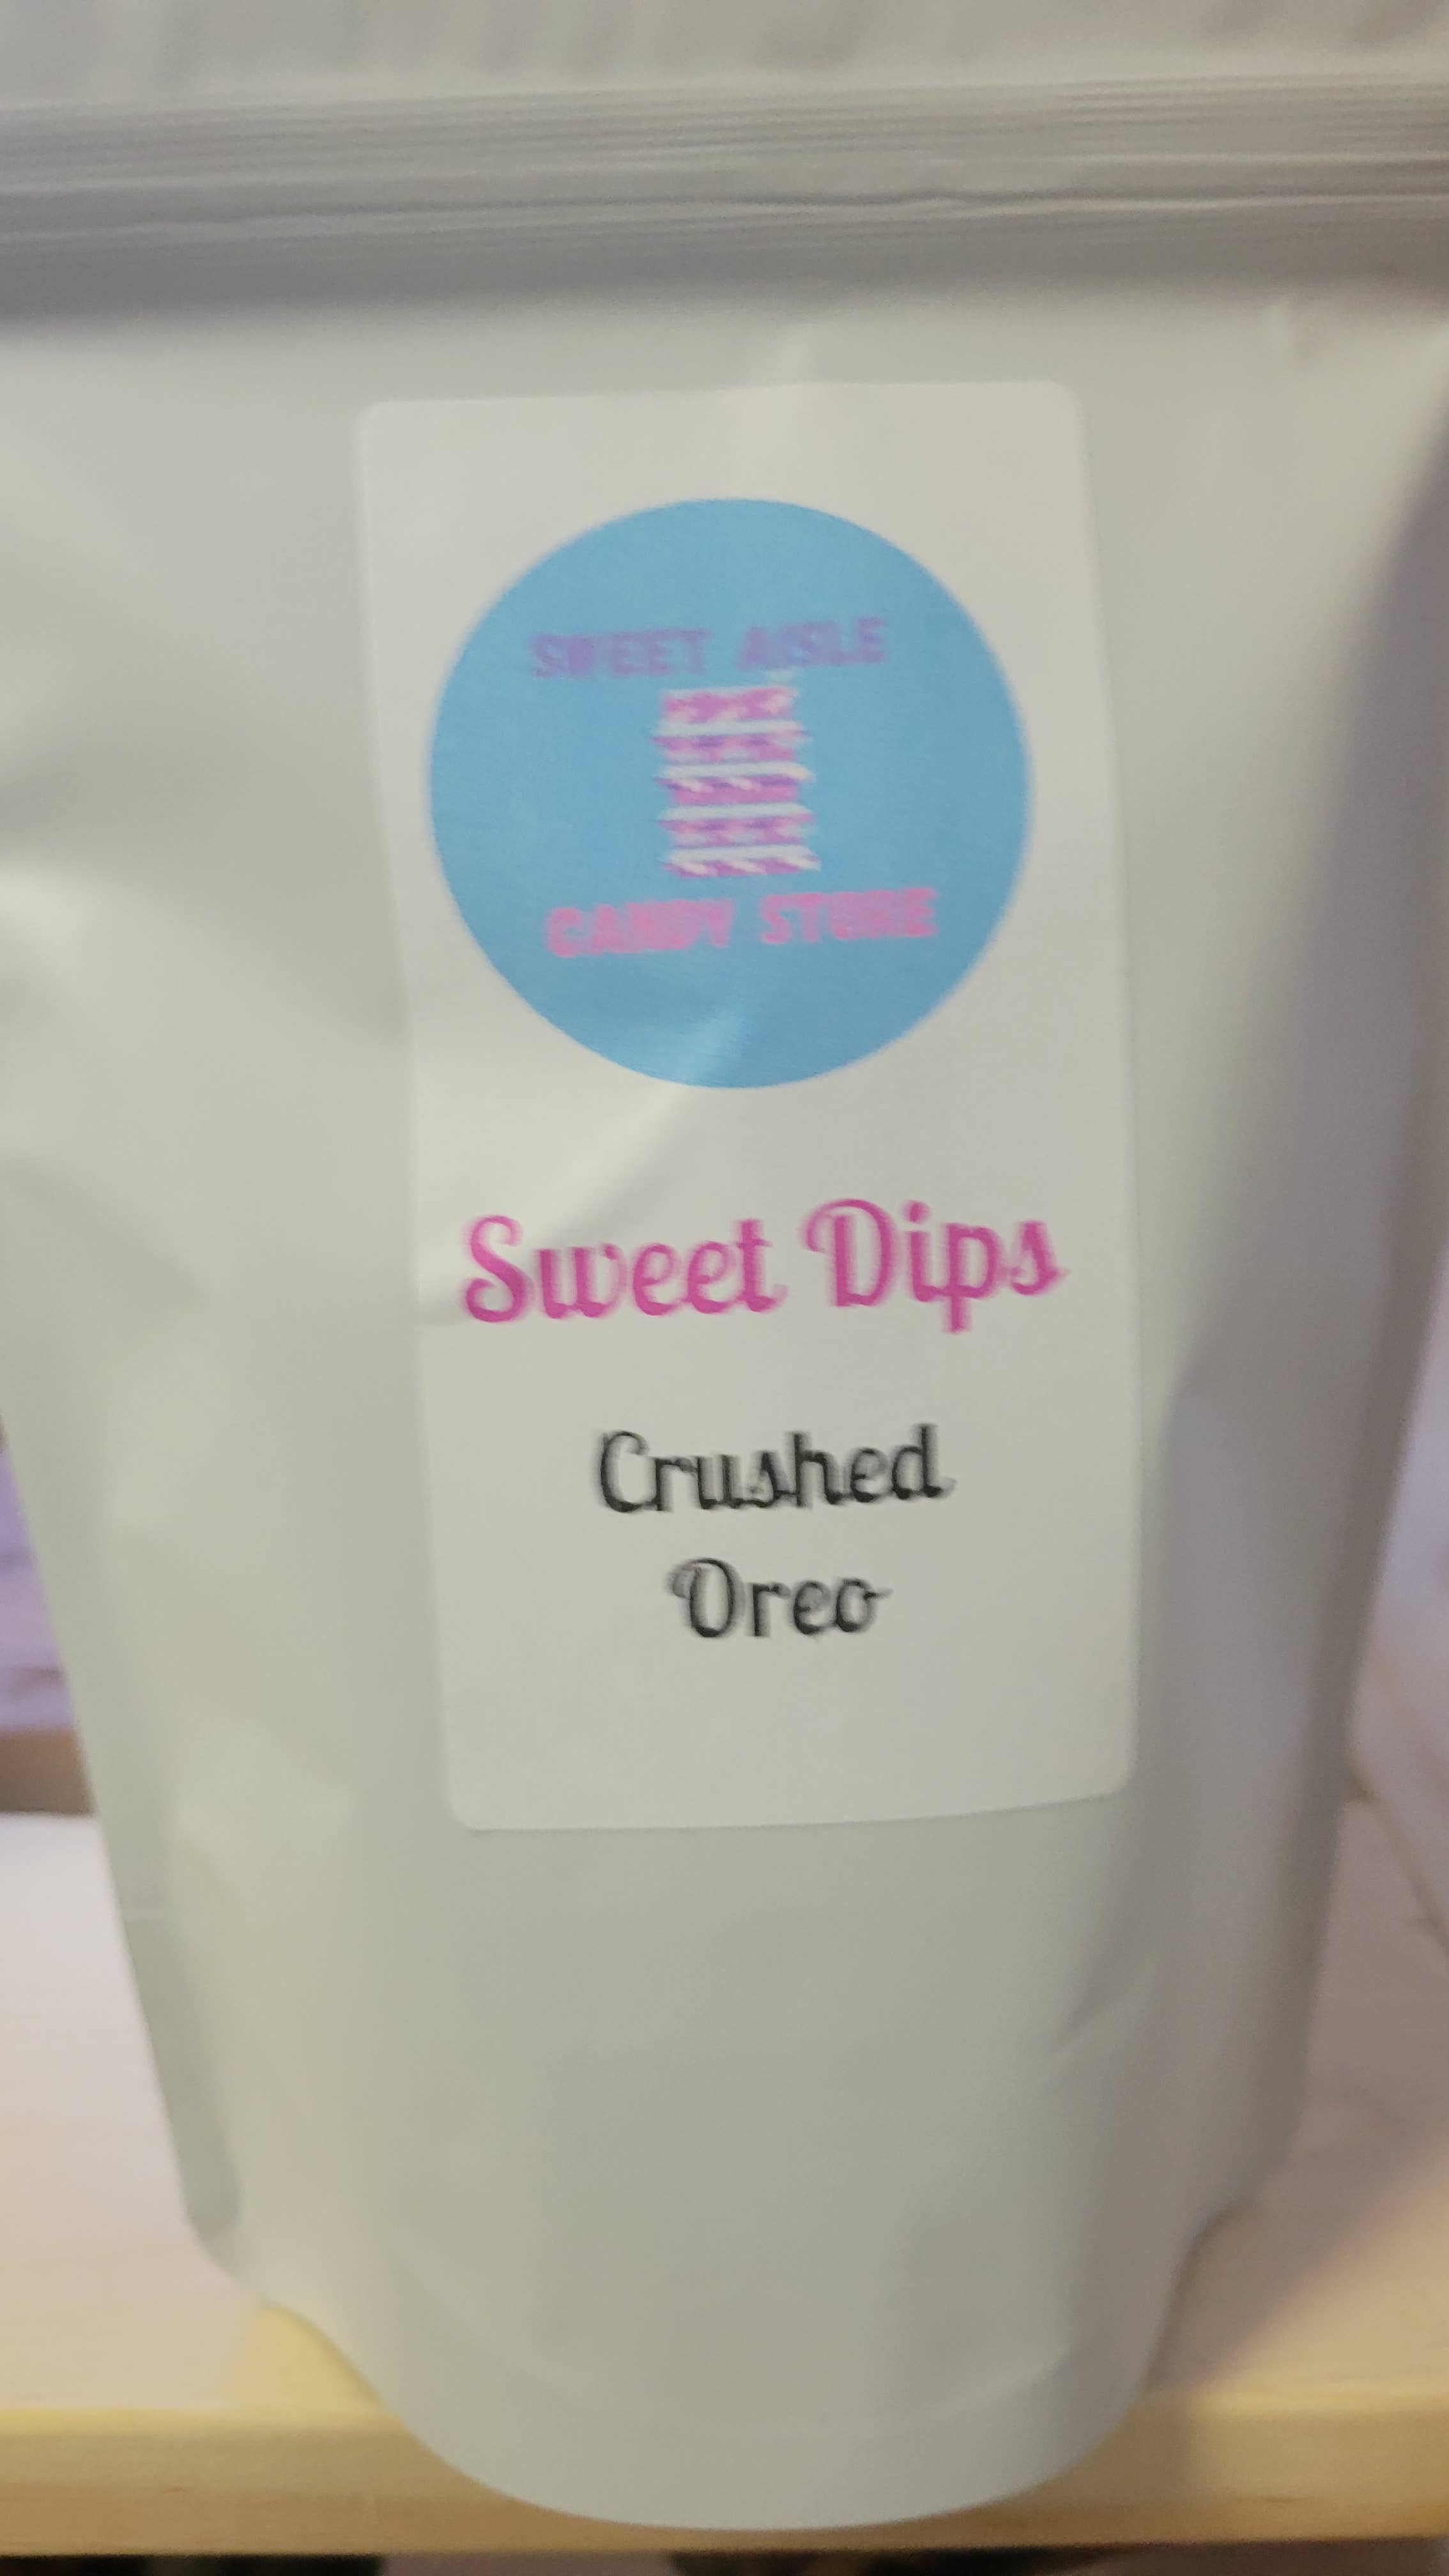 SWEET AISLE
CANDY STORE
Sweet Dips
Crushed
Oreo